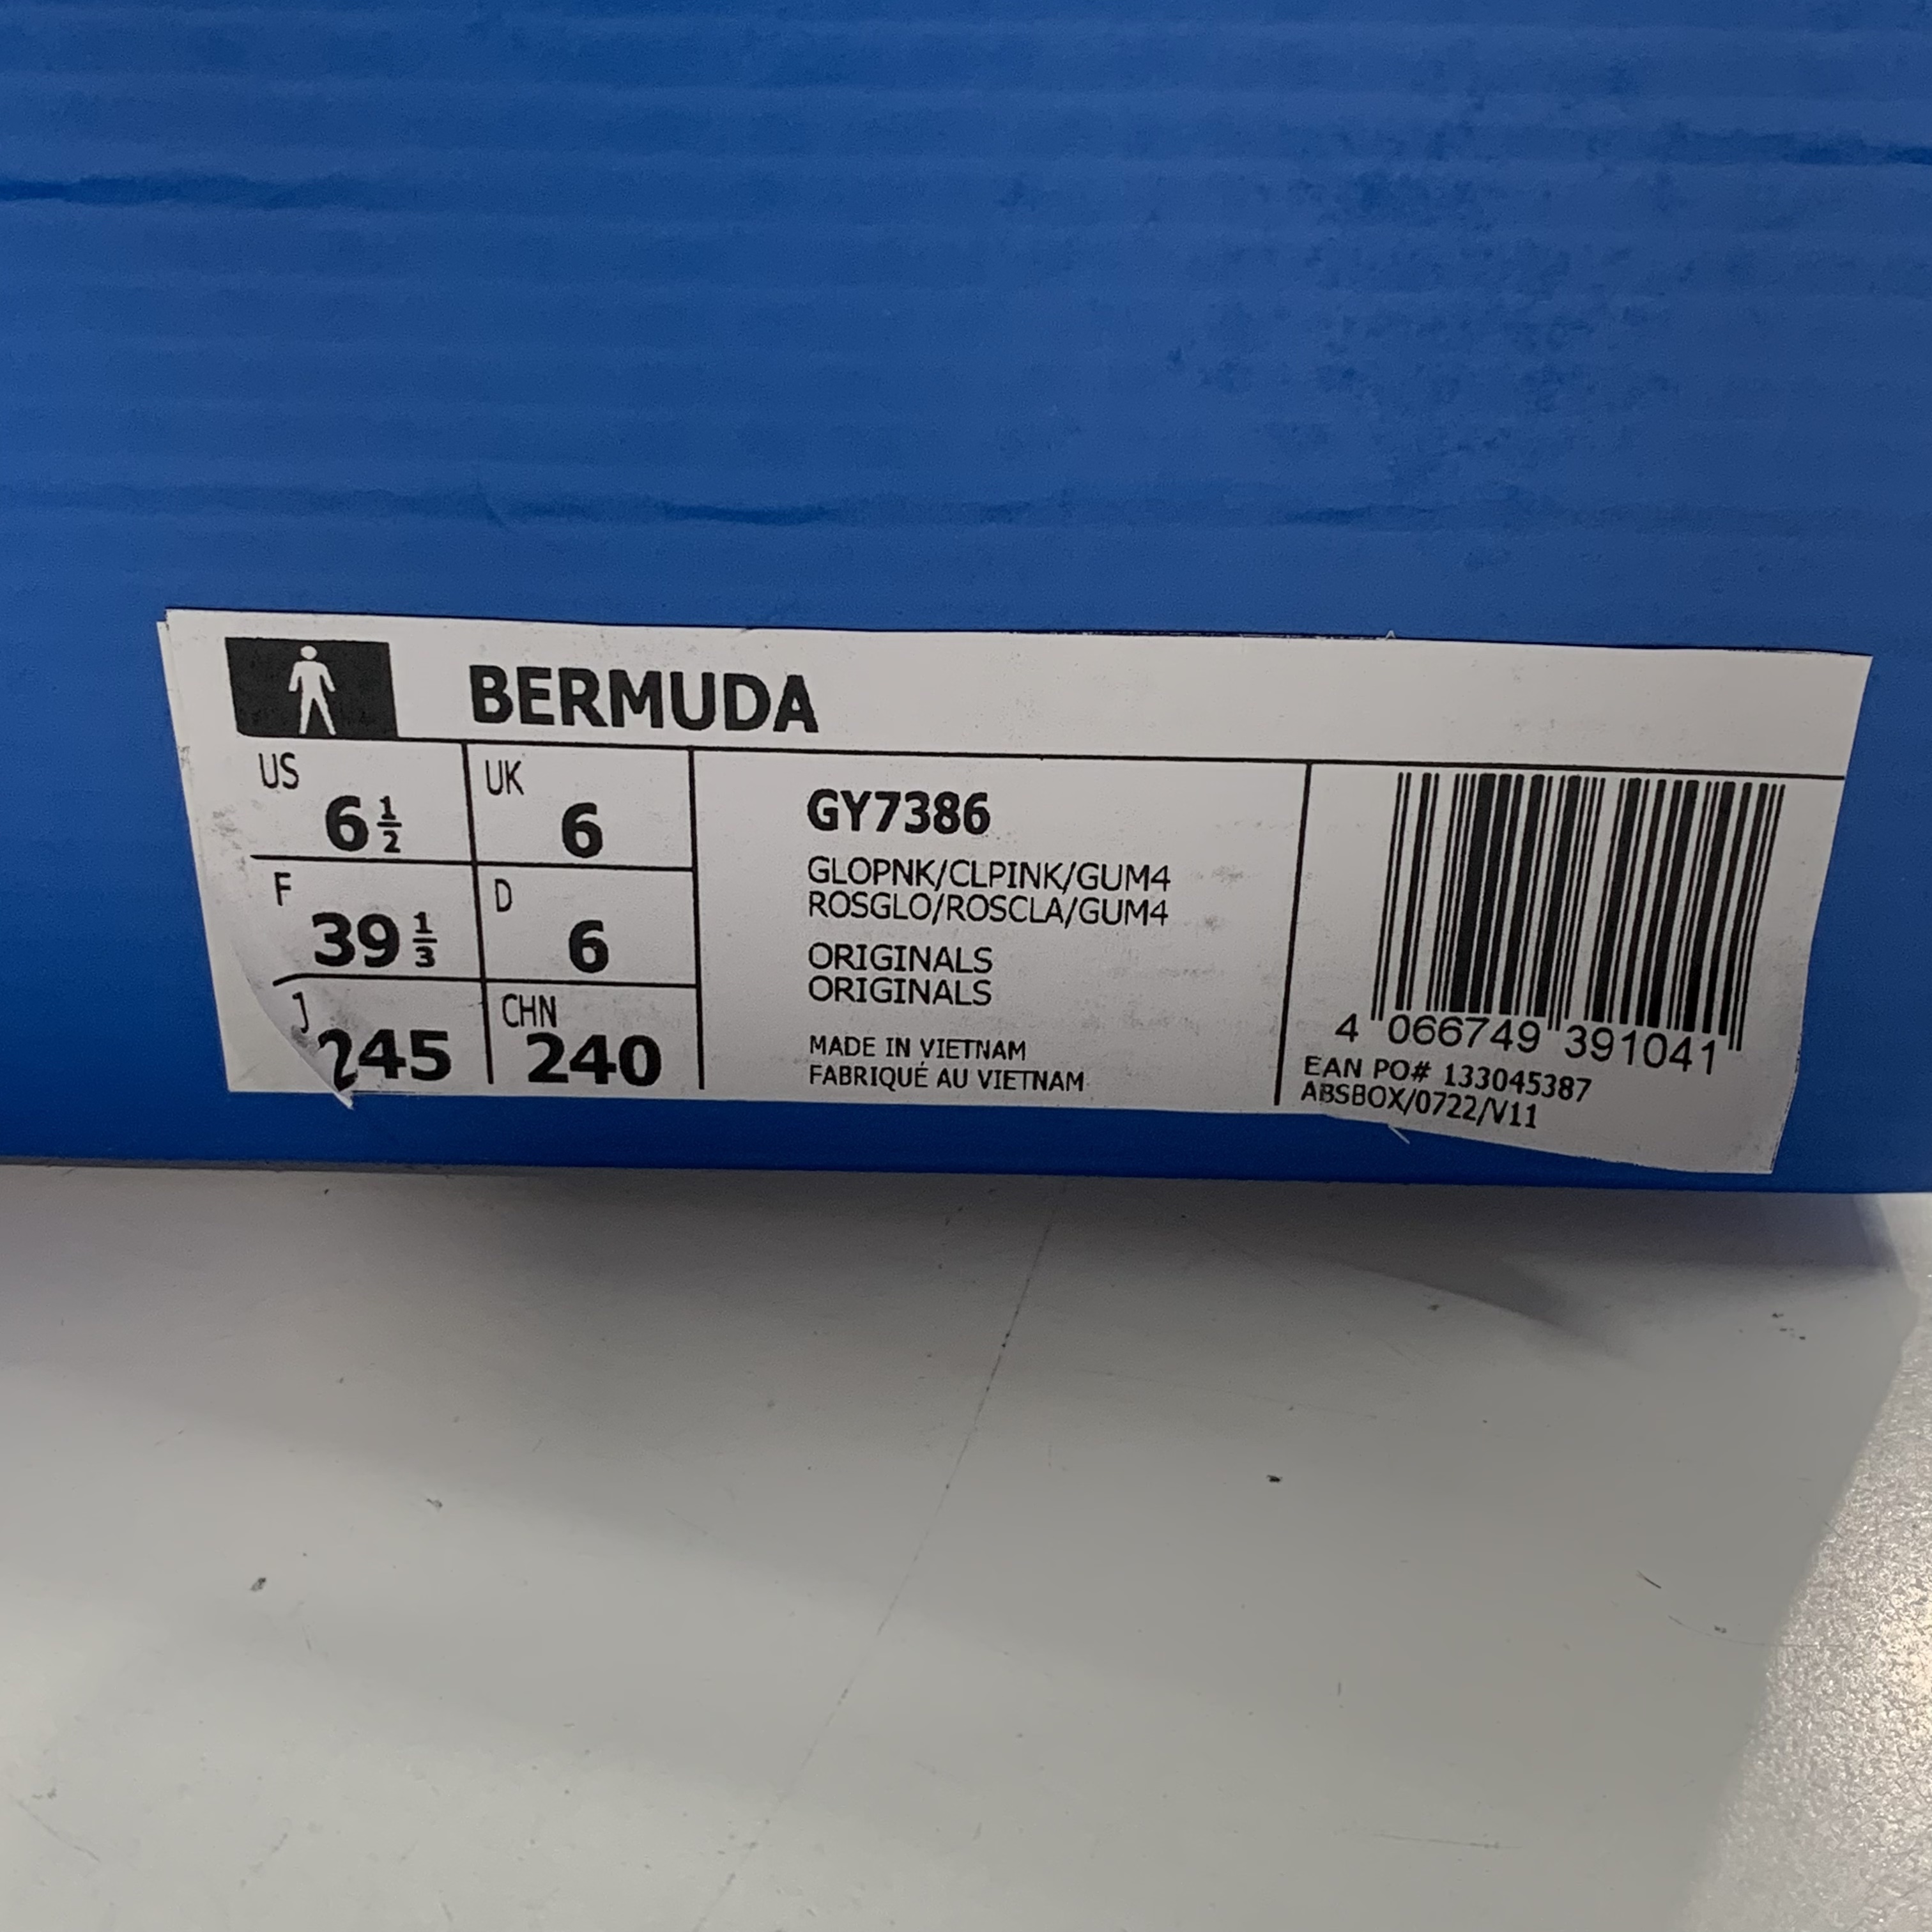 BERMUDA
US UK
6 1/2 6
F D
39 1/3 6
J CHN
245 240
GY7386
GLOPNK/CLPINK/GUM4
ROSGLO/ROSCLA/GUM4
ORIGINALS
ORIGINALS
MADE IN VIETNAM
FABRIQUÉ AU VIETNAM
4 066749 391041
EAN PO# 133045387
ABSBOX/0722/V11